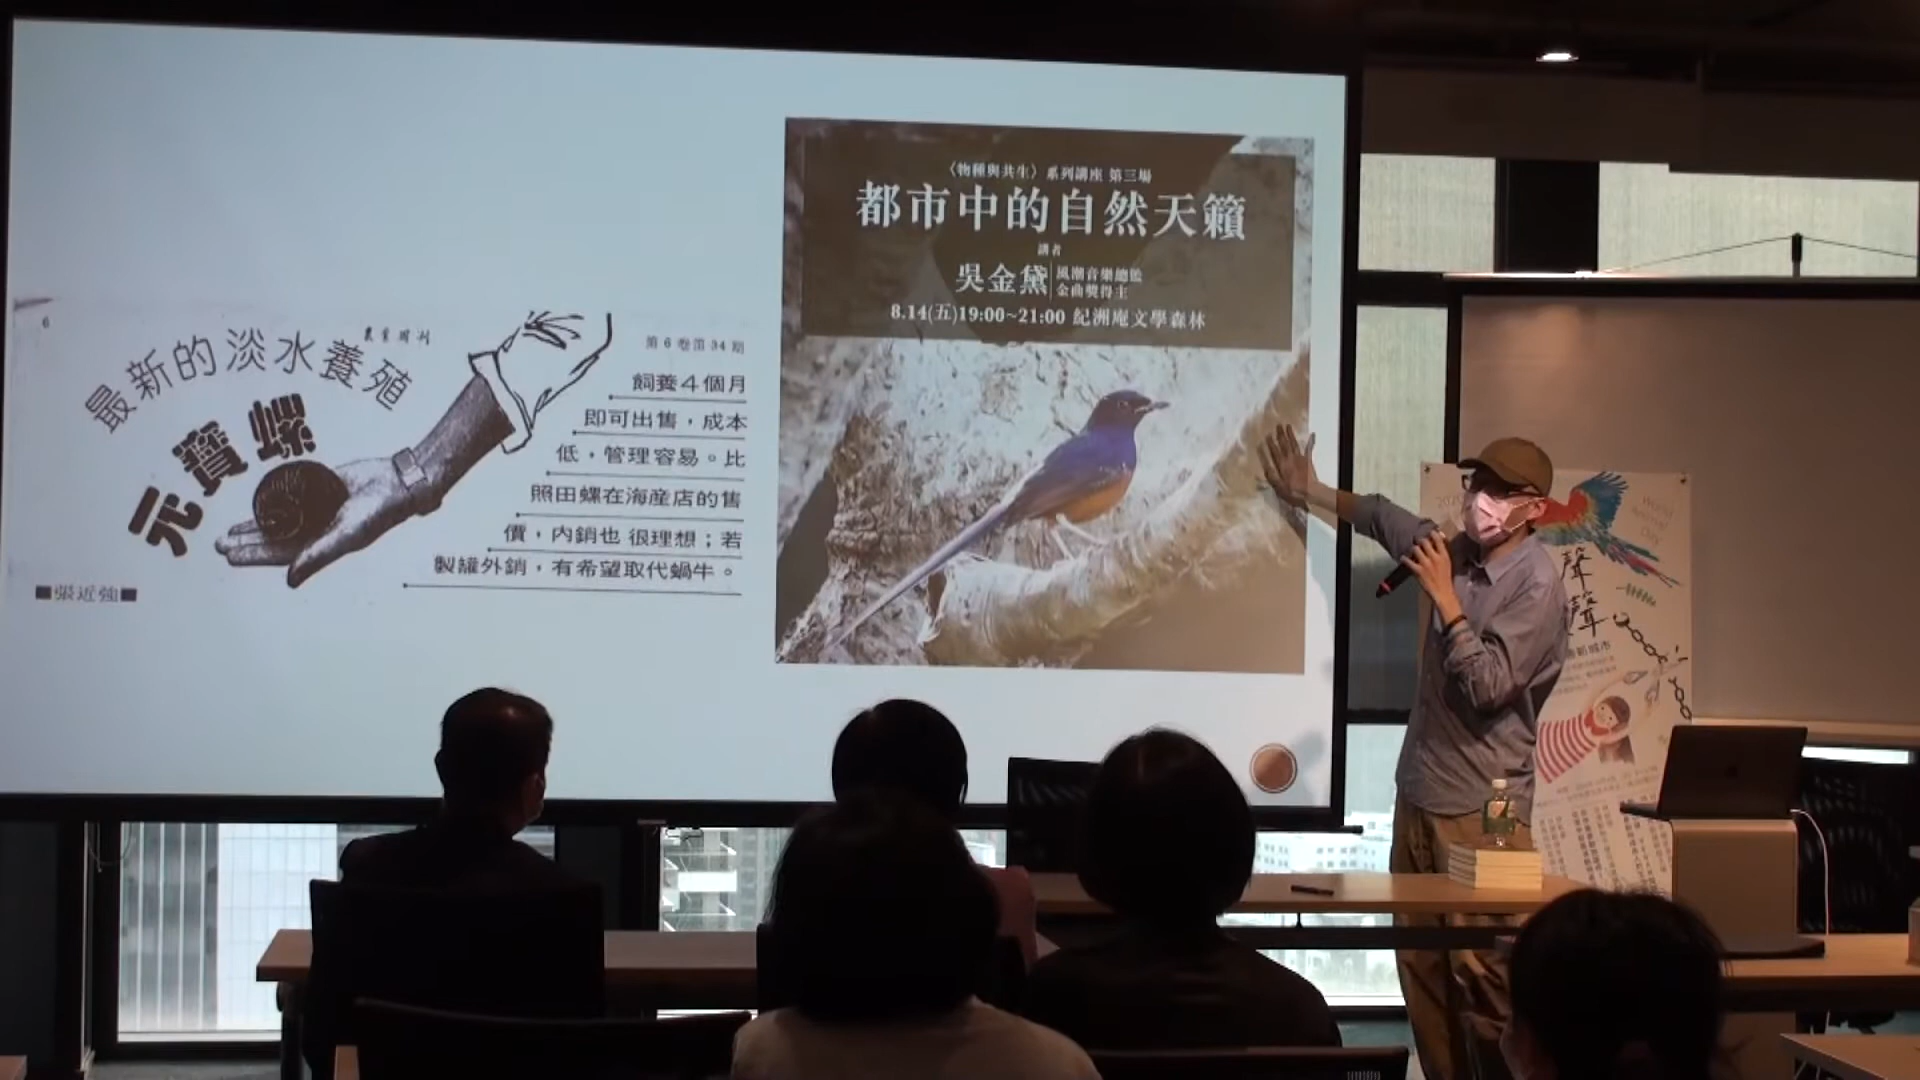 6
農業周刊
第6卷第34期
最新的淡水養殖
元寶螺
飼養4個月
即可出售，成本
低，管理容易。比
照田螺在海產店的售
價，內銷也 很理想；若
製罐外銷，有希望取代蝸牛。
■張近強■
〈物種與共生〉系列講座 第三場
都市中的自然天籟
講者
吳金黛
風潮音樂總監
金曲獎得主
8.14(五)19:00~21:00 紀洲庵文學森林
聲
聲